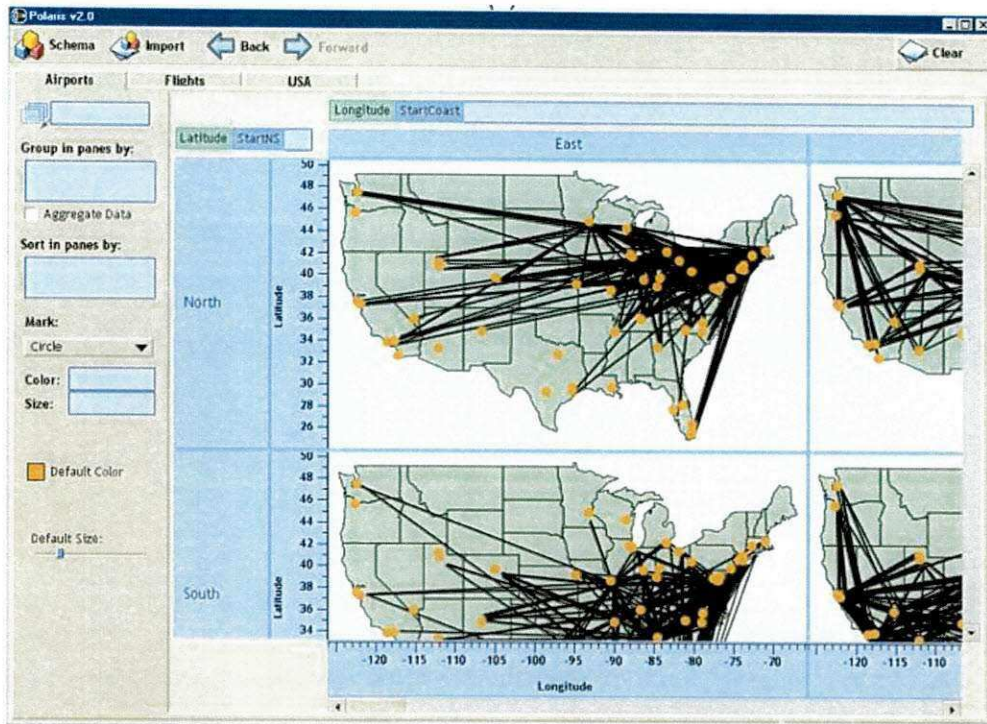 Polaris v2.0
Schema Import Back Forward Clear
Airports Flights USA
Longitude StartCoast
Latitude StartNS
East
Group in panes by:
Aggregate Data
Sort in panes by:
Mark:
Circle
Color:
Size:
Default Color
Default Size:
North
Latitude
50
48
46
44
42
40
38
36
34
32
30
28
26
South
Latitude
50
48
46
44
42
40
38
36
34
-120 -115 -110 -105 -100 -95 -90 -85 -80 -75 -70 -120 -115 -110
Longitude